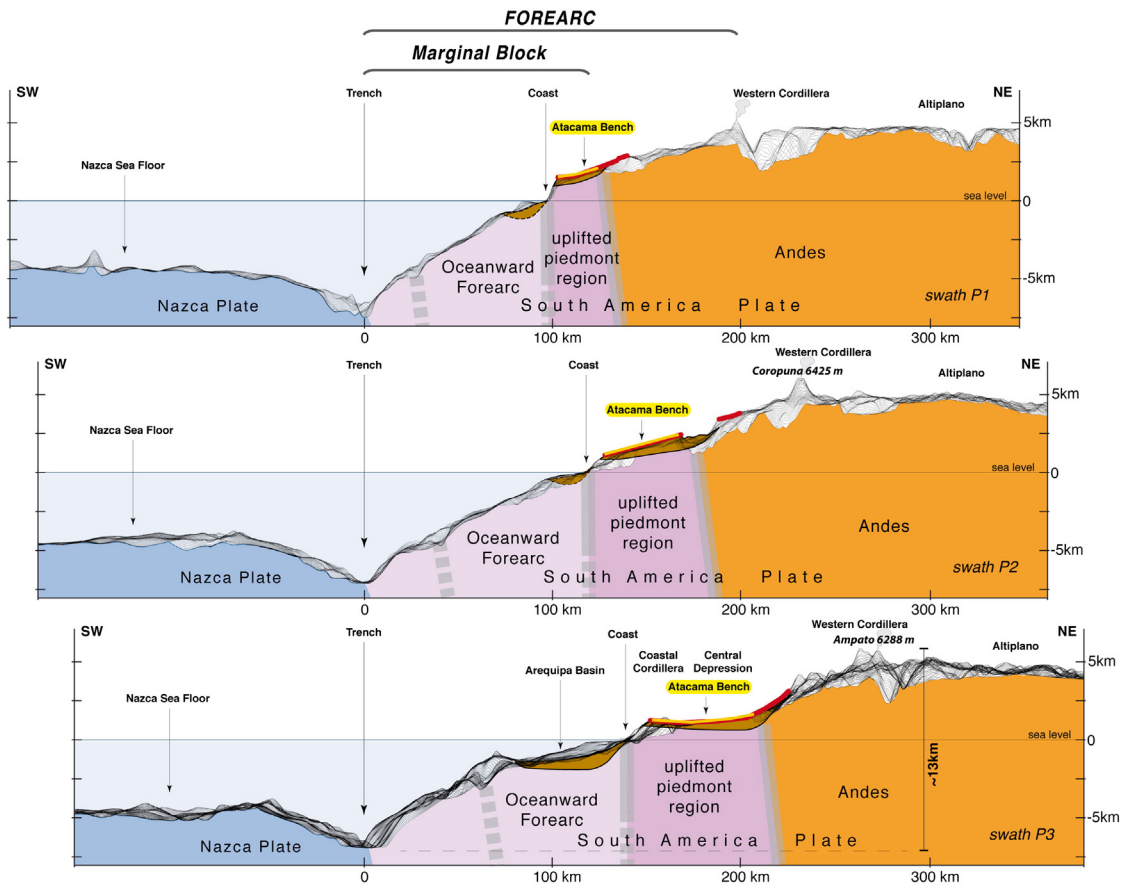 FOREARC
Marginal Block
SW
Trench
Coast
Western Cordillera
NE
Altiplano
5km
Atacama Bench
Nazca Sea Floor
sea level
0
uplifted
piedmont
region
Oceanward
Forearc
Andes
-5km
Nazca Plate
South America Plate
swath P1
0
100 km
200 km
300 km
SW
Trench
Coast
Western Cordillera
Coropuna 6425 m
NE
Altiplano
5km
Atacama Bench
Nazca Sea Floor
sea level
0
uplifted
piedmont
region
Oceanward
Forearc
Andes
-5km
Nazca Plate
South America Plate
swath P2
0
100 km
200 km
300 km
SW
Trench
Coast
Western Cordillera
Ampato 6288 m
NE
Altiplano
Coastal
Cordillera
Central
Depression
5km
Arequipa Basin
Atacama Bench
Nazca Sea Floor
sea level
0
~13km
uplifted
piedmont
region
Oceanward
Forearc
Andes
-5km
Nazca Plate
South America Plate
swath P3
0
100 km
200 km
300 km